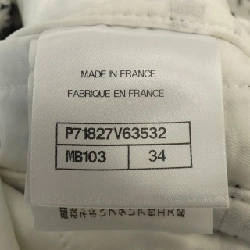 MADE IN FRANCE
FABRIQUE EN FRANCE
P71827V63532
MB103 34